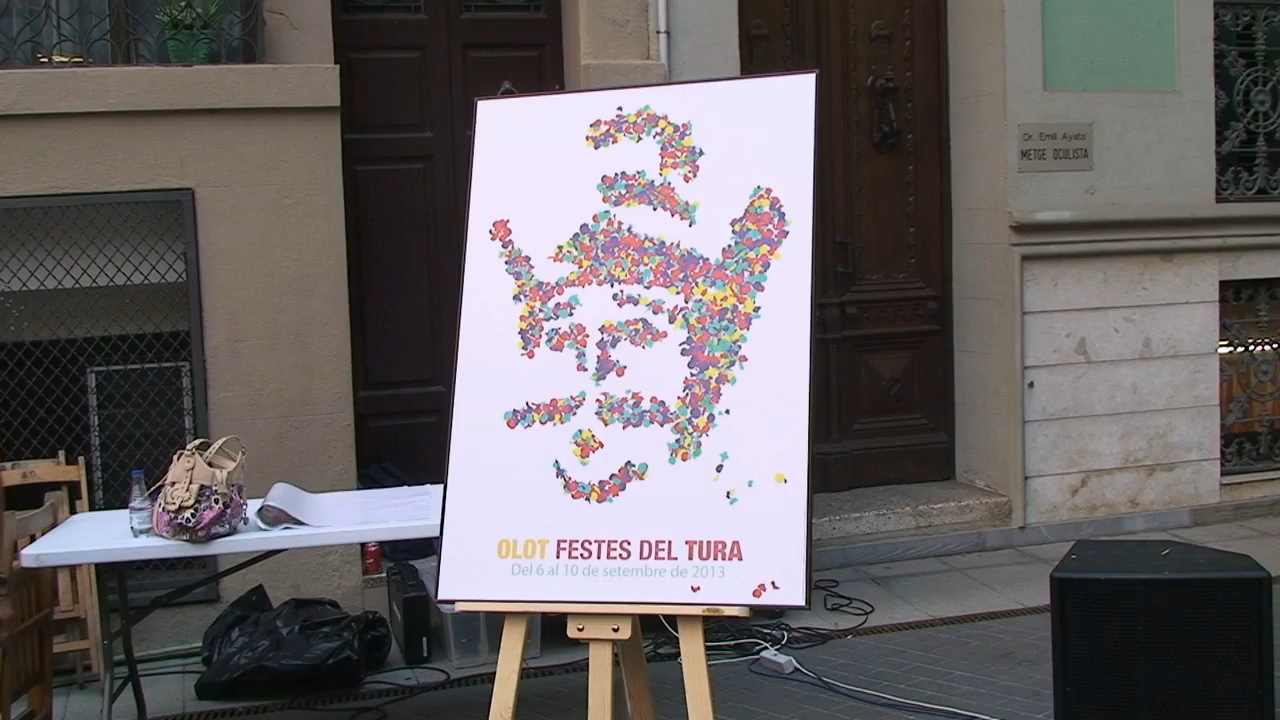 Dr. Emili Ayats
METGE OCULISTA
OLOT FESTES DEL TURA
Del 6 al 10 de setembre de 2013